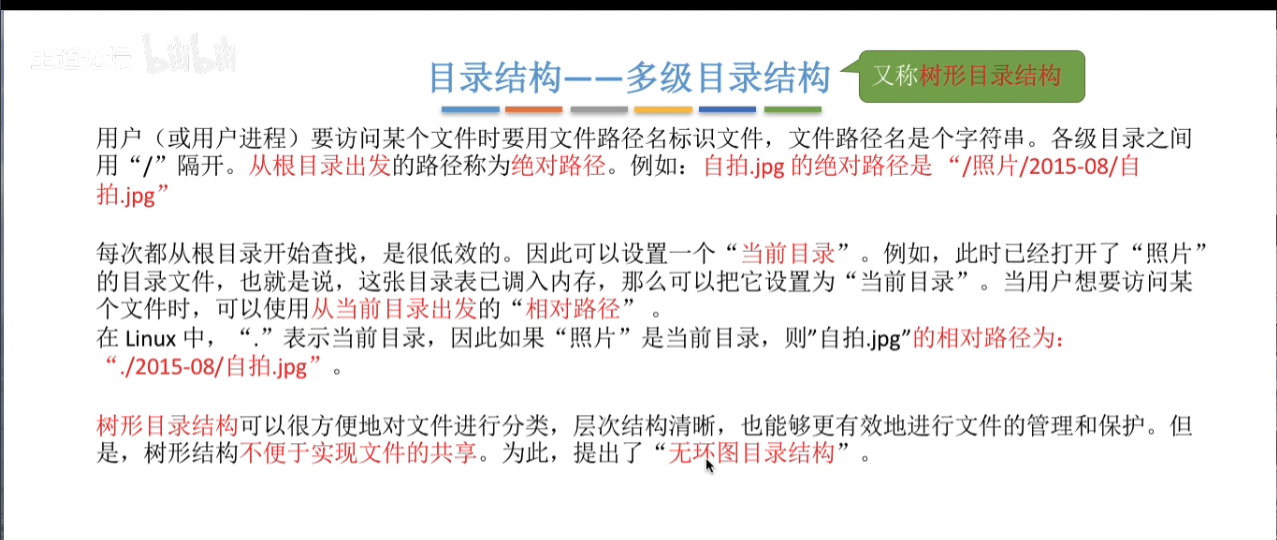 王道论坛 bilibili
目录结构——多级目录结构
又称树形目录结构
用户（或用户进程）要访问某个文件时要用文件路径名标识文件，文件路径名是个字符串。各级目录之间
用“/”隔开。从根目录出发的路径称为绝对路径。例如：自拍.jpg 的绝对路径是 “/照片/2015-08/自
拍.jpg”
每次都从根目录开始查找，是很低效的。因此可以设置一个“当前目录”。例如，此时已经打开了“照片”
的目录文件，也就是说，这张目录表已调入内存，那么可以把它设置为“当前目录”。当用户想要访问某
个文件时，可以使用从当前目录出发的“相对路径” 。
在 Linux 中，“.”表示当前目录，因此如果“照片”是当前目录，则”自拍.jpg”的相对路径为：
“./2015-08/自拍.jpg”。
树形目录结构可以很方便地对文件进行分类，层次结构清晰，也能够更有效地进行文件的管理和保护。但
是，树形结构不便于实现文件的共享。为此，提出了“无环图目录结构”。